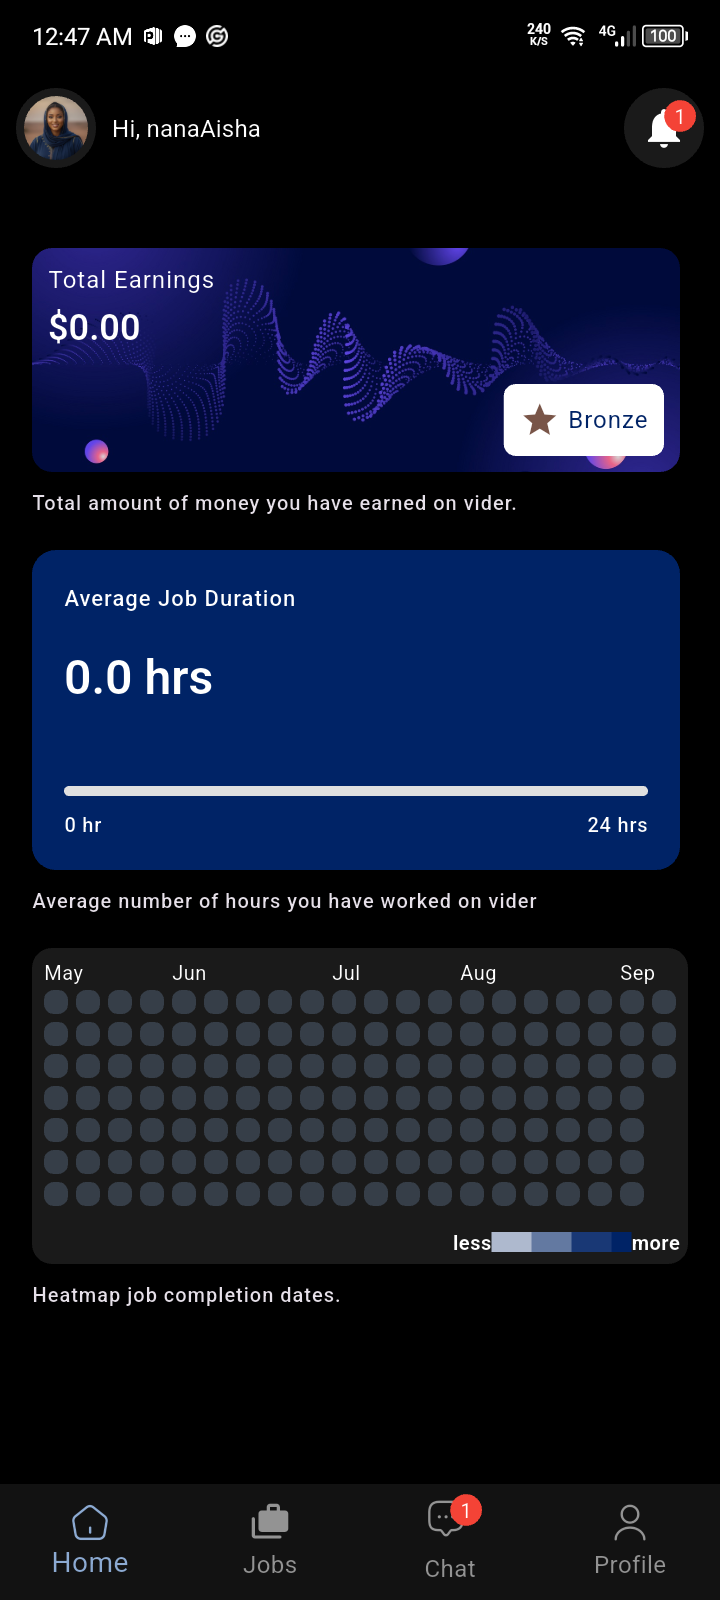 12:47 AM
240
K/S
4G
100
Hi, nanaAisha
1
Total Earnings
$0.00
Bronze
Total amount of money you have earned on vider.
Average Job Duration
0.0 hrs
0 hr 24 hrs
Average number of hours you have worked on vider
May Jun Jul Aug Sep
less more
Heatmap job completion dates.
1
Home Jobs Chat Profile